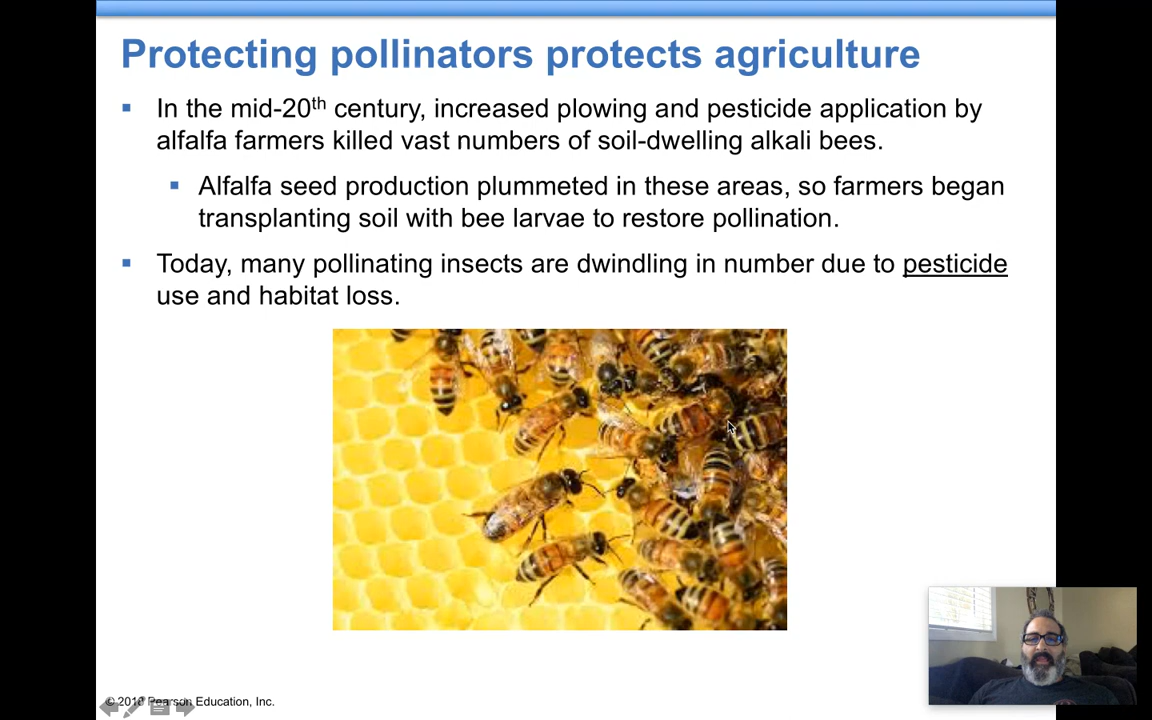 Protecting pollinators protects agriculture
In the mid-20th century, increased plowing and pesticide application by
alfalfa farmers killed vast numbers of soil-dwelling alkali bees.
Alfalfa seed production plummeted in these areas, so farmers began
transplanting soil with bee larvae to restore pollination.
Today, many pollinating insects are dwindling in number due to pesticide
use and habitat loss.
Pearson Education, Inc.